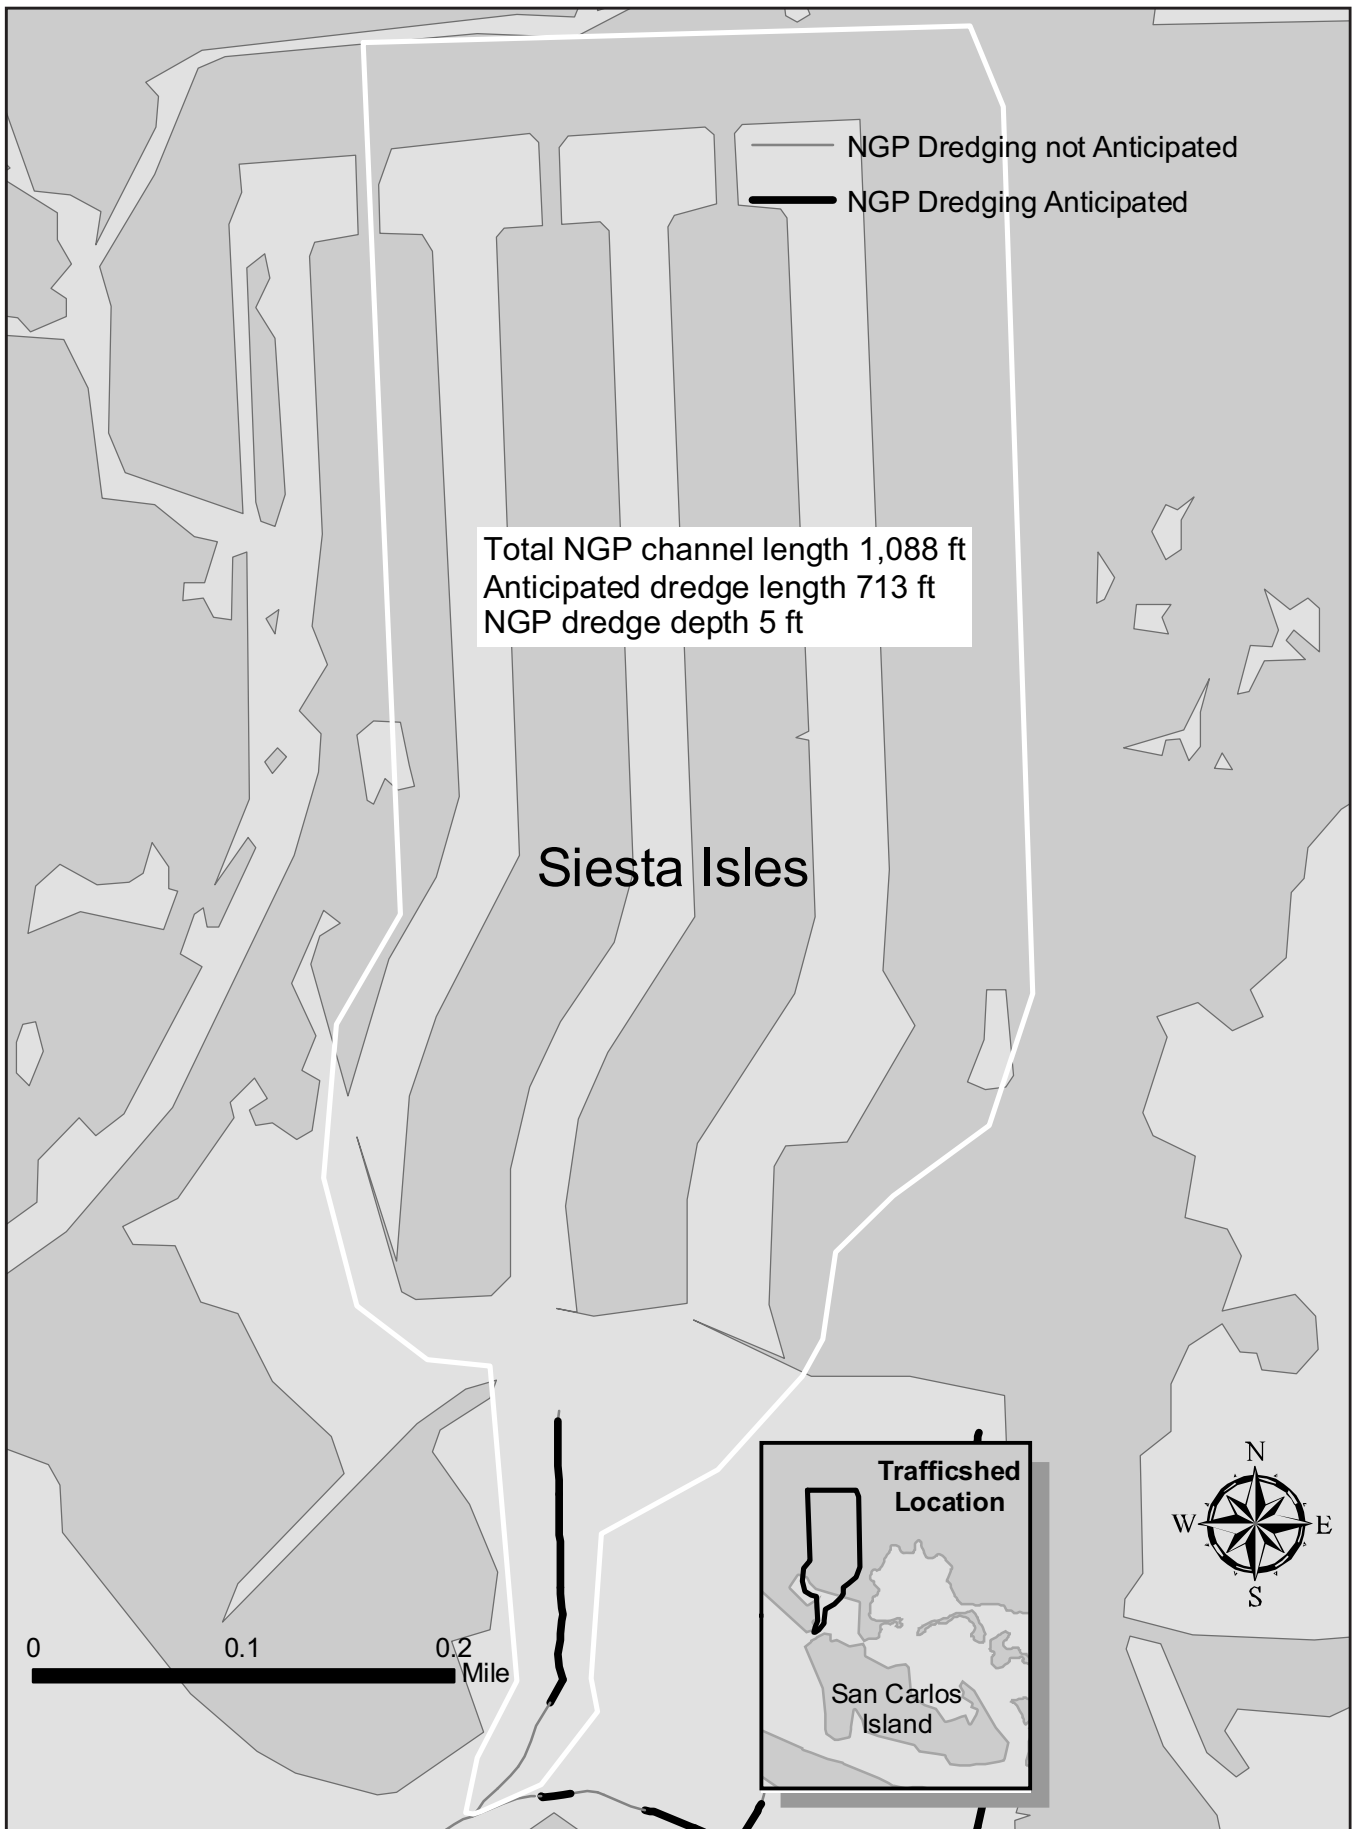 NGP Dredging not Anticipated
NGP Dredging Anticipated
Total NGP channel length 1,088 ft
Anticipated dredge length 713 ft
NGP dredge depth 5 ft
Siesta Isles
Trafficshed
Location
San Carlos
Island
N
W
E
S
0
0.1
0.2
Mile